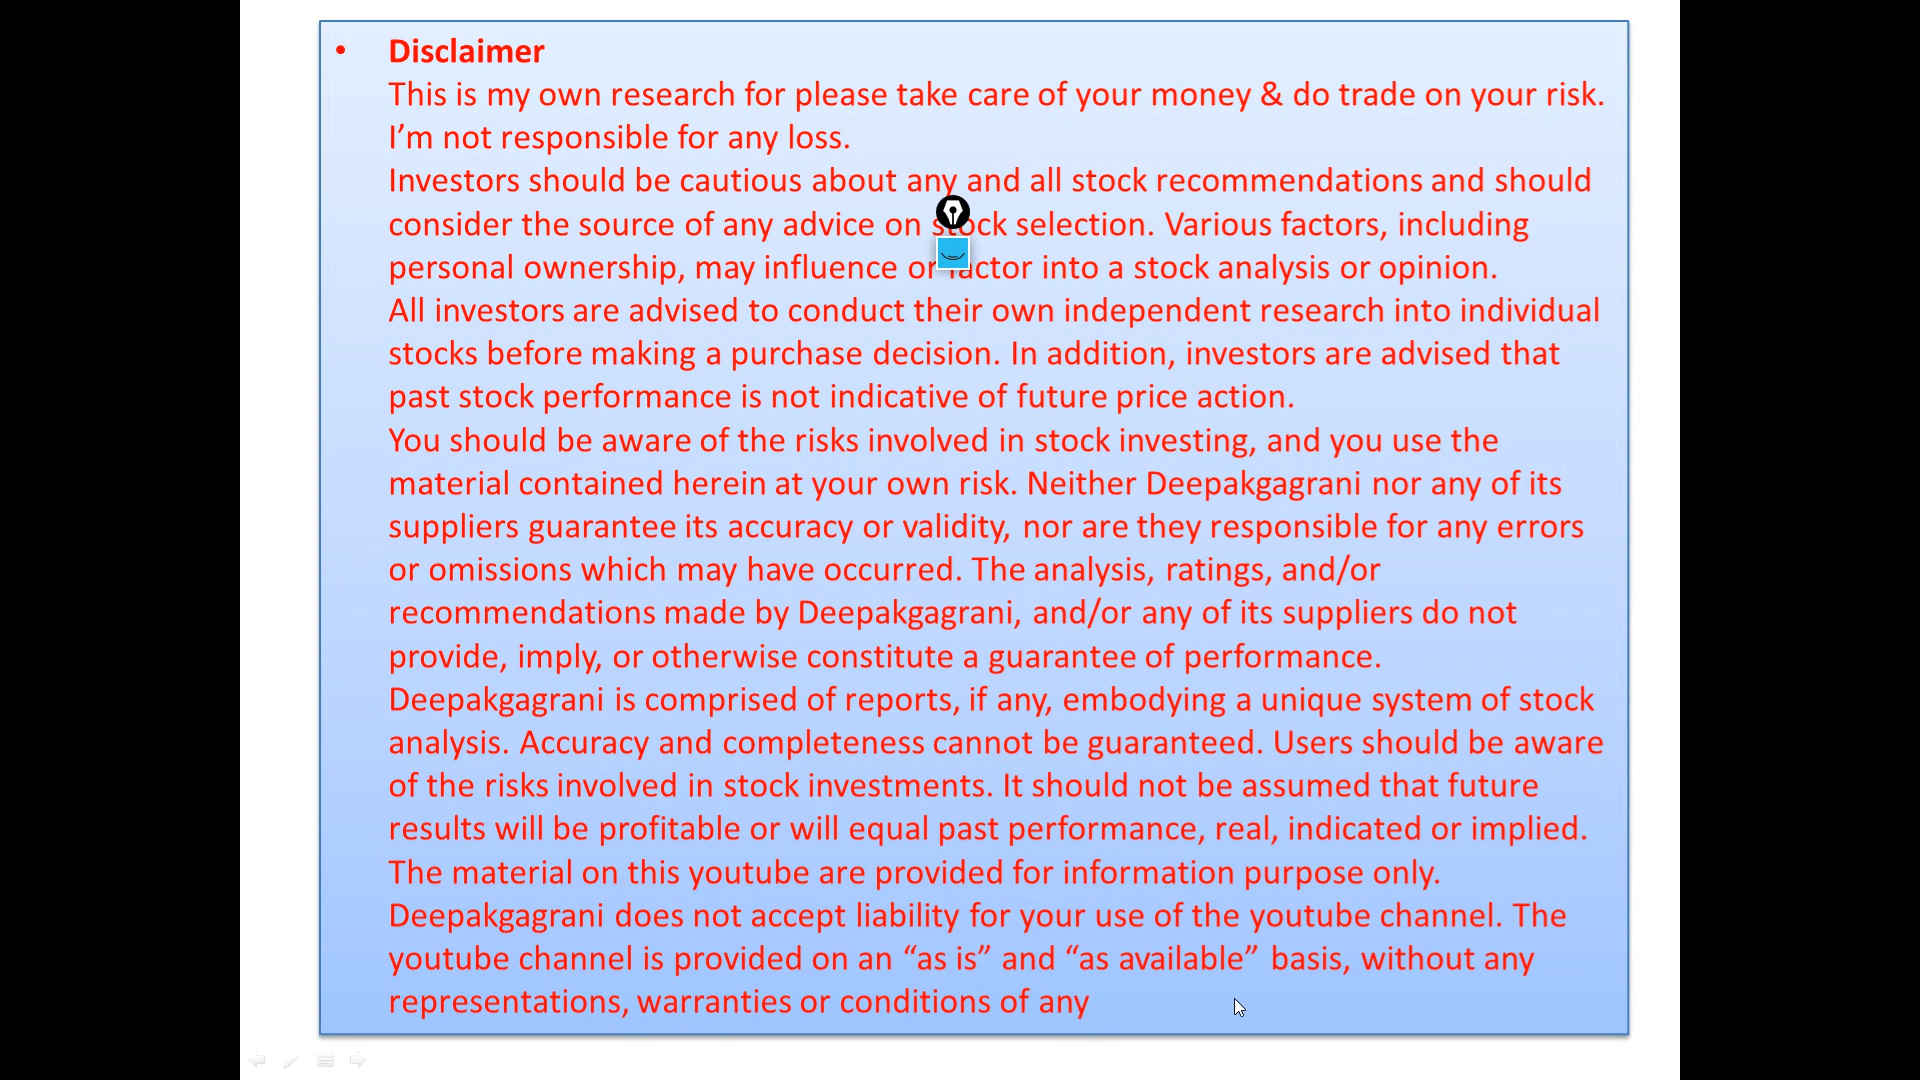 • Disclaimer
This is my own research for please take care of your money & do trade on your risk.
I’m not responsible for any loss.
Investors should be cautious about any and all stock recommendations and should
consider the source of any advice on stock selection. Various factors, including
personal ownership, may influence or factor into a stock analysis or opinion.
All investors are advised to conduct their own independent research into individual
stocks before making a purchase decision. In addition, investors are advised that
past stock performance is not indicative of future price action.
You should be aware of the risks involved in stock investing, and you use the
material contained herein at your own risk. Neither Deepakgagrani nor any of its
suppliers guarantee its accuracy or validity, nor are they responsible for any errors
or omissions which may have occurred. The analysis, ratings, and/or
recommendations made by Deepakgagrani, and/or any of its suppliers do not
provide, imply, or otherwise constitute a guarantee of performance.
Deepakgagrani is comprised of reports, if any, embodying a unique system of stock
analysis. Accuracy and completeness cannot be guaranteed. Users should be aware
of the risks involved in stock investments. It should not be assumed that future
results will be profitable or will equal past performance, real, indicated or implied.
The material on this youtube are provided for information purpose only.
Deepakgagrani does not accept liability for your use of the youtube channel. The
youtube channel is provided on an “as is” and “as available” basis, without any
representations, warranties or conditions of any